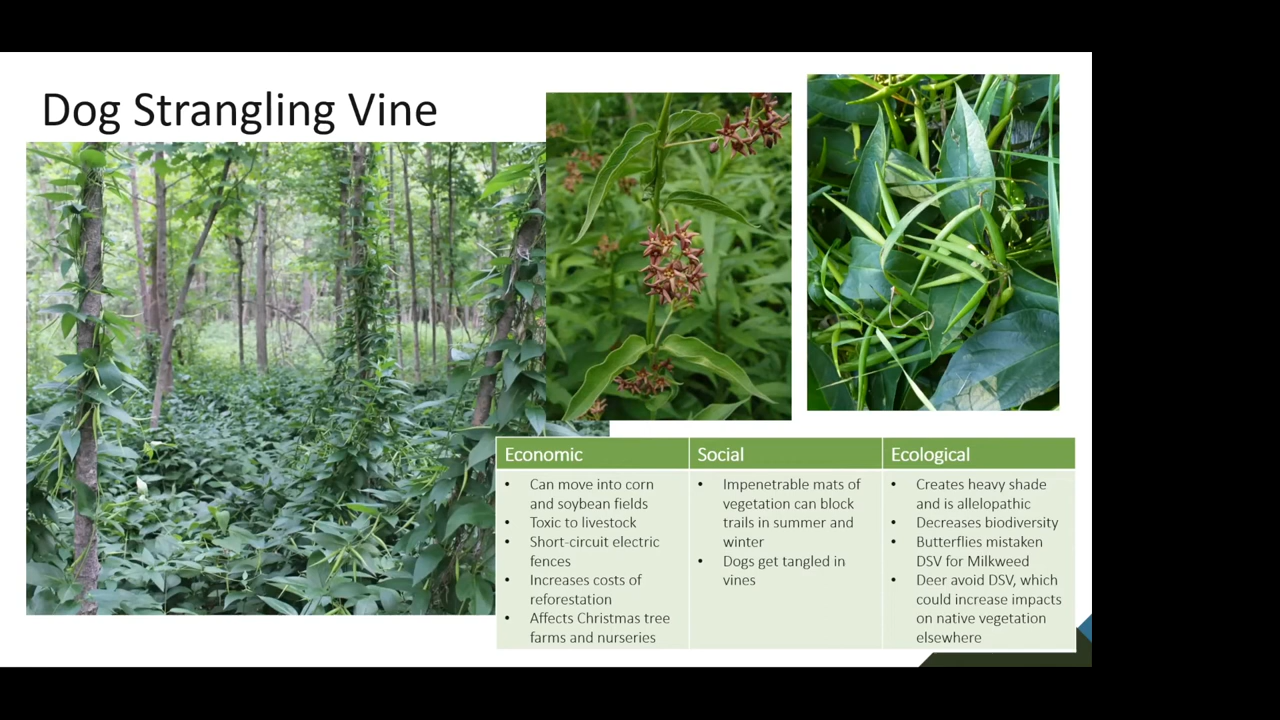 Dog Strangling Vine
Economic
• Can move into corn
and soybean fields
• Toxic to livestock
• Short-circuit electric
fences
• Increases costs of
reforestation
• Affects Christmas tree
farms and nurseries
Social
• Impenetrable mats of
vegetation can block
trails in summer and
winter
• Dogs get tangled in
vines
Ecological
• Creates heavy shade
and is allelopathic
• Decreases biodiversity
• Butterflies mistaken
DSV for Milkweed
• Deer avoid DSV, which
could increase impacts
on native vegetation
elsewhere